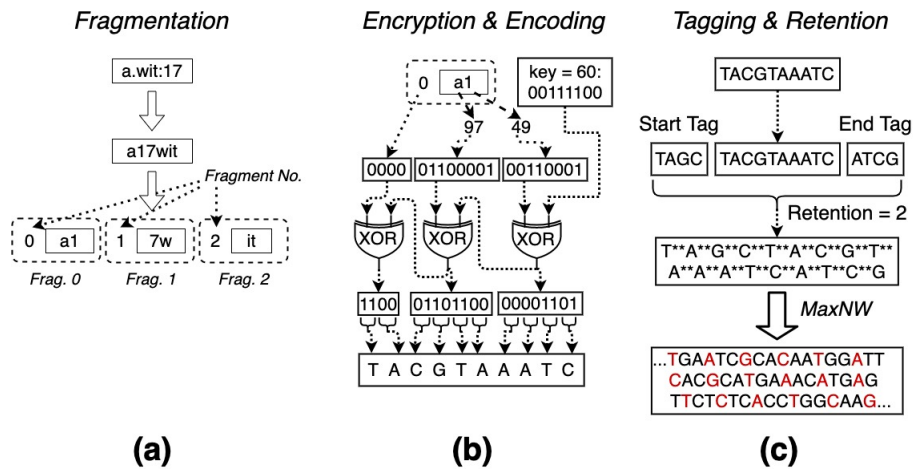 Fragmentation
a.wit:17
a17wit
Fragment No.
0 a1
1 7w
2 it
Frag. 0
Frag. 1
Frag. 2
(a)
Encryption & Encoding
0 a1
key = 60:
00111100
97
49
0000
01100001
00110001
XOR
XOR
XOR
1100
01101100
00001101
T A C G T A A A T C
(b)
Tagging & Retention
TACGTAAATC
Start Tag
End Tag
TAGC
TACGTAAATC
ATCG
Retention = 2
T**A**G**C**T**A**C**G**T**
A**A**A**T**C**A**T**C**G
MaxNW
...TGAATCGCACAATGGATT
CACGCATGAAACATGAG
TTCTCTCACCTGGCAAG...
(c)